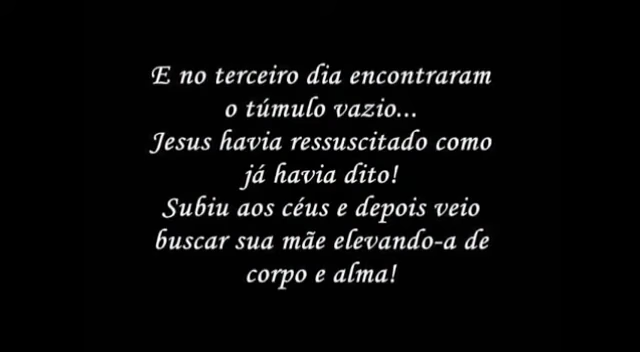 E no terceiro dia encontraram
o túmulo vazio...
Jesus havia ressuscitado como
já havia dito!
Subiu aos céus e depois veio
buscar sua mãe elevando-a de
corpo e alma!